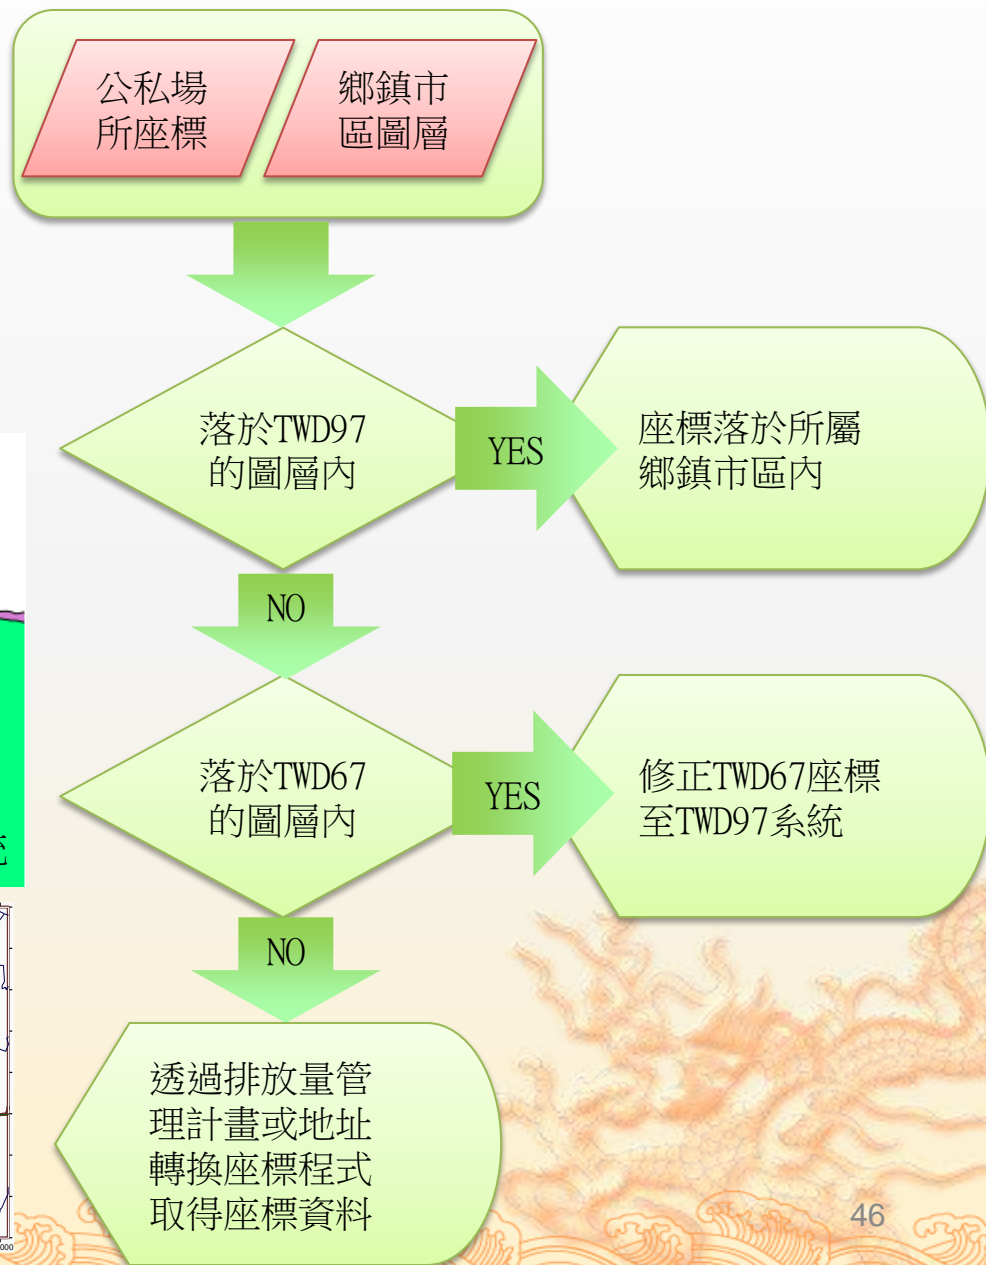 公私場
所座標
鄉鎮市
區圖層
落於TWD97
的圖層內
YES
座標落於所屬
鄉鎮市區內
NO
落於TWD67
的圖層內
YES
修正TWD67座標
至TWD97系統
NO
透過排放量管
理計畫或地址
轉換座標程式
取得座標資料
46